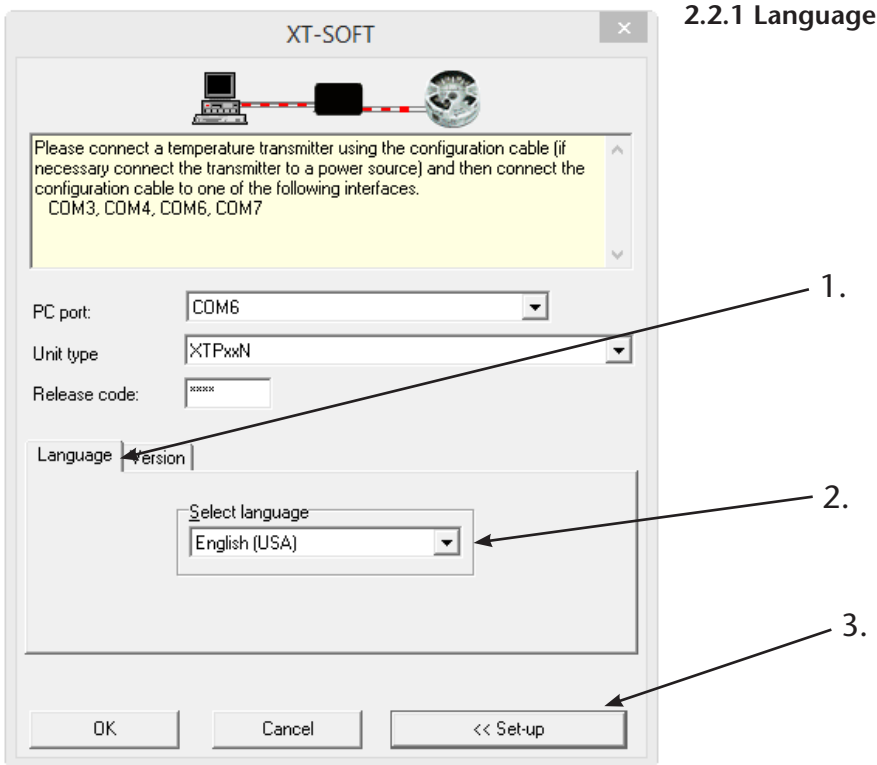 2.2.1 Language
XT-SOFT
Please connect a temperature transmitter using the configuration cable (if
necessary connect the transmitter to a power source) and then connect the
configuration cable to one of the following interfaces.
COM3, COM4, COM6, COM7
PC port:
COM6
1.
Unit type
XTPxxN
Release code:
****
Language
Version
2.
Select language
English (USA)
3.
OK
Cancel
<< Set-up